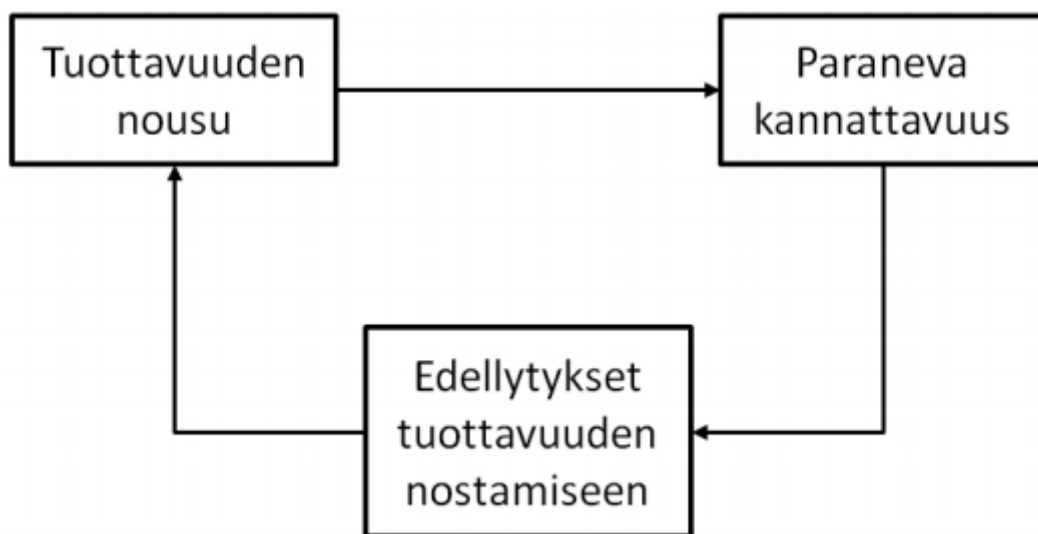 Tuottavuuden
nousu
Paraneva
kannattavuus
Edellytykset
tuottavuuden
nostamiseen